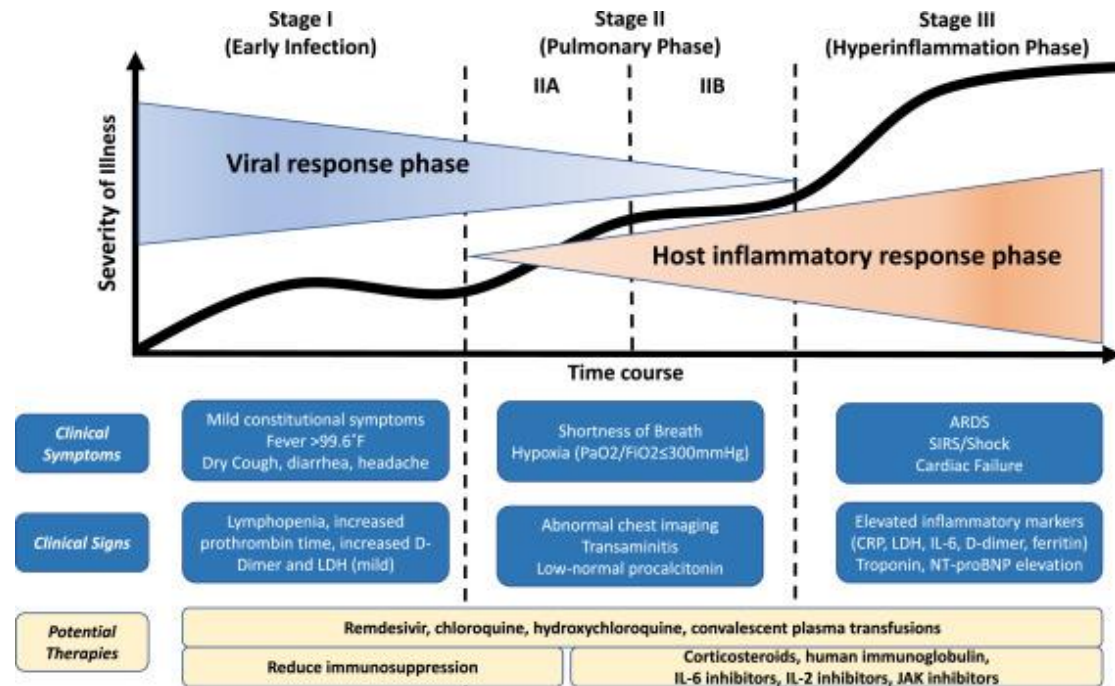 Stage I
(Early Infection)
Stage II
(Pulmonary Phase)
Stage III
(Hyperinflammation Phase)
IIA
IIB
Severity of Illness
Viral response phase
Host inflammatory response phase
Time course
Clinical
Symptoms
Mild constitutional symptoms
Fever >99.6°F
Dry Cough, diarrhea, headache
Shortness of Breath
Hypoxia (PaO2/FiO2≤300mmHg)
ARDS
SIRS/Shock
Cardiac Failure
Clinical Signs
Lymphopenia, increased
prothrombin time, increased D-
Dimer and LDH (mild)
Abnormal chest imaging
Transaminitis
Low-normal procalcitonin
Elevated inflammatory markers
(CRP, LDH, IL-6, D-dimer, ferritin)
Troponin, NT-proBNP elevation
Potential
Therapies
Remdesivir, chloroquine, hydroxychloroquine, convalescent plasma transfusions
Reduce immunosuppression
Corticosteroids, human immunoglobulin,
IL-6 inhibitors, IL-2 inhibitors, JAK inhibitors